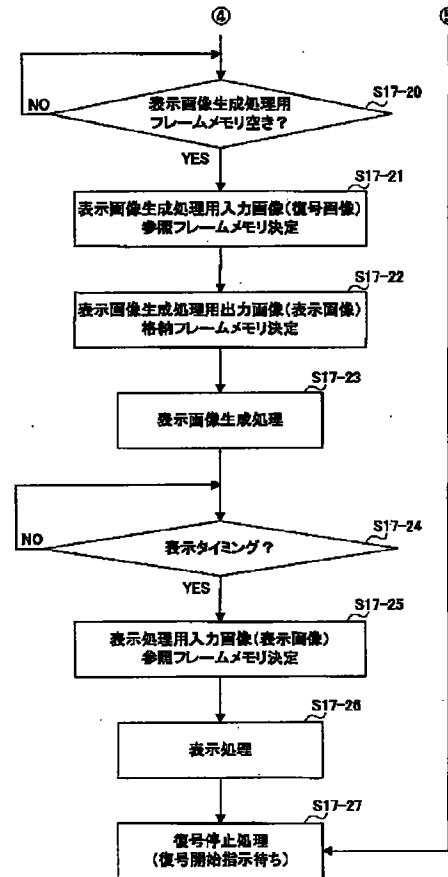 ④
⑤
S17-20
表示画像生成処理用
フレームメモリ空き?
NO
YES
S17-21
表示画像生成処理用入力画像(復号画像)
参照フレームメモリ決定
S17-22
表示画像生成処理用出力画像(表示画像)
格納フレームメモリ決定
S17-23
表示画像生成処理
S17-24
表示タイミング?
NO
YES
S17-25
表示処理用入力画像(表示画像)
参照フレームメモリ決定
S17-26
表示処理
S17-27
復号停止処理
(復号開始指示待ち)